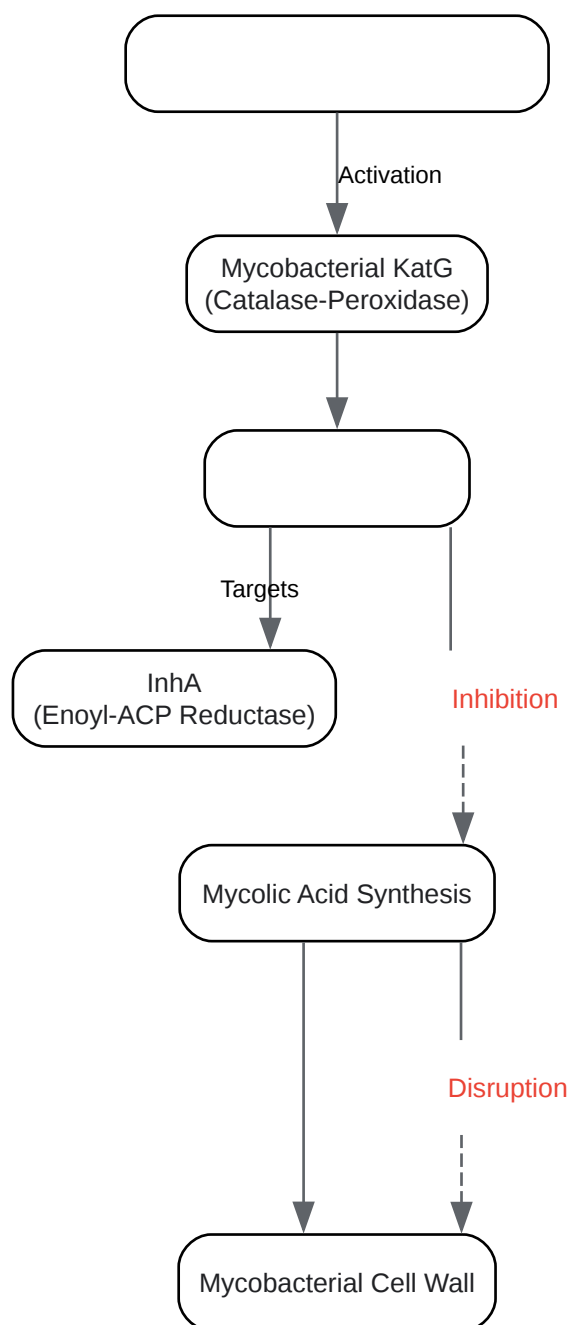 Activation
Mycobacterial KatG
(Catalase-Peroxidase)
Targets
InhA
(Enoyl-ACP Reductase)
Inhibition
Mycolic Acid Synthesis
Disruption
Mycobacterial Cell Wall